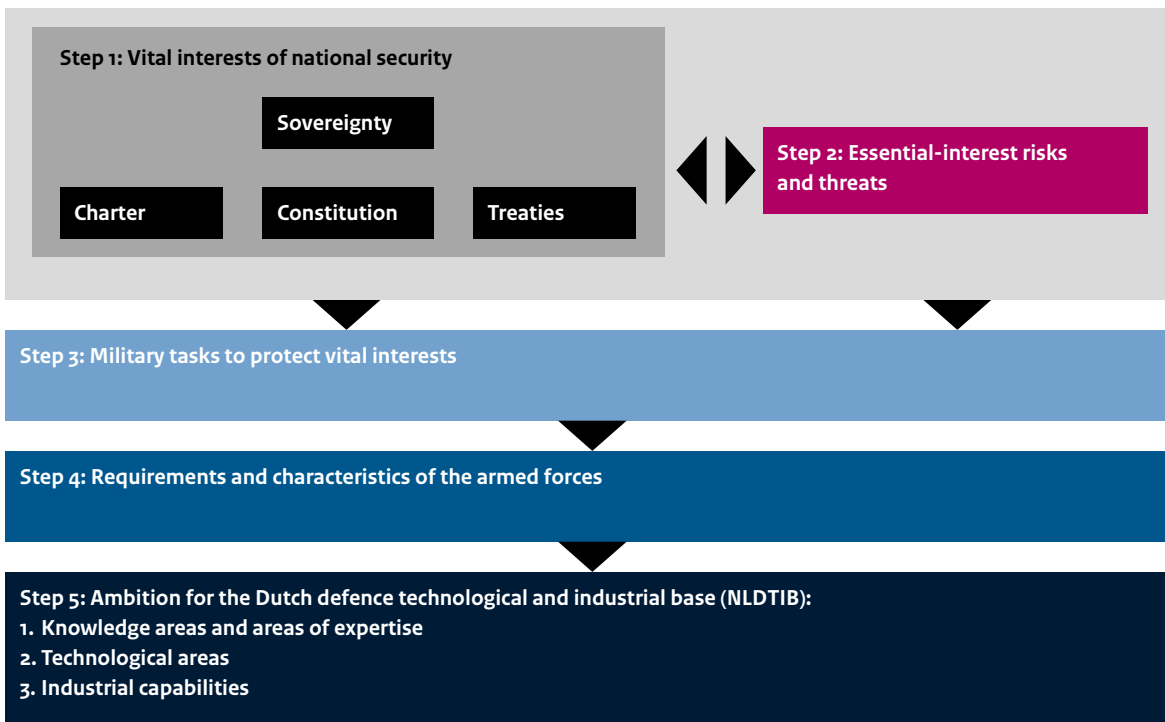 Step 1: Vital interests of national security
Sovereignty
Charter
Constitution
Treaties
Step 2: Essential-interest risks
and threats
Step 3: Military tasks to protect vital interests
Step 4: Requirements and characteristics of the armed forces
Step 5: Ambition for the Dutch defence technological and industrial base (NLDTIB):
1. Knowledge areas and areas of expertise
2. Technological areas
3. Industrial capabilities